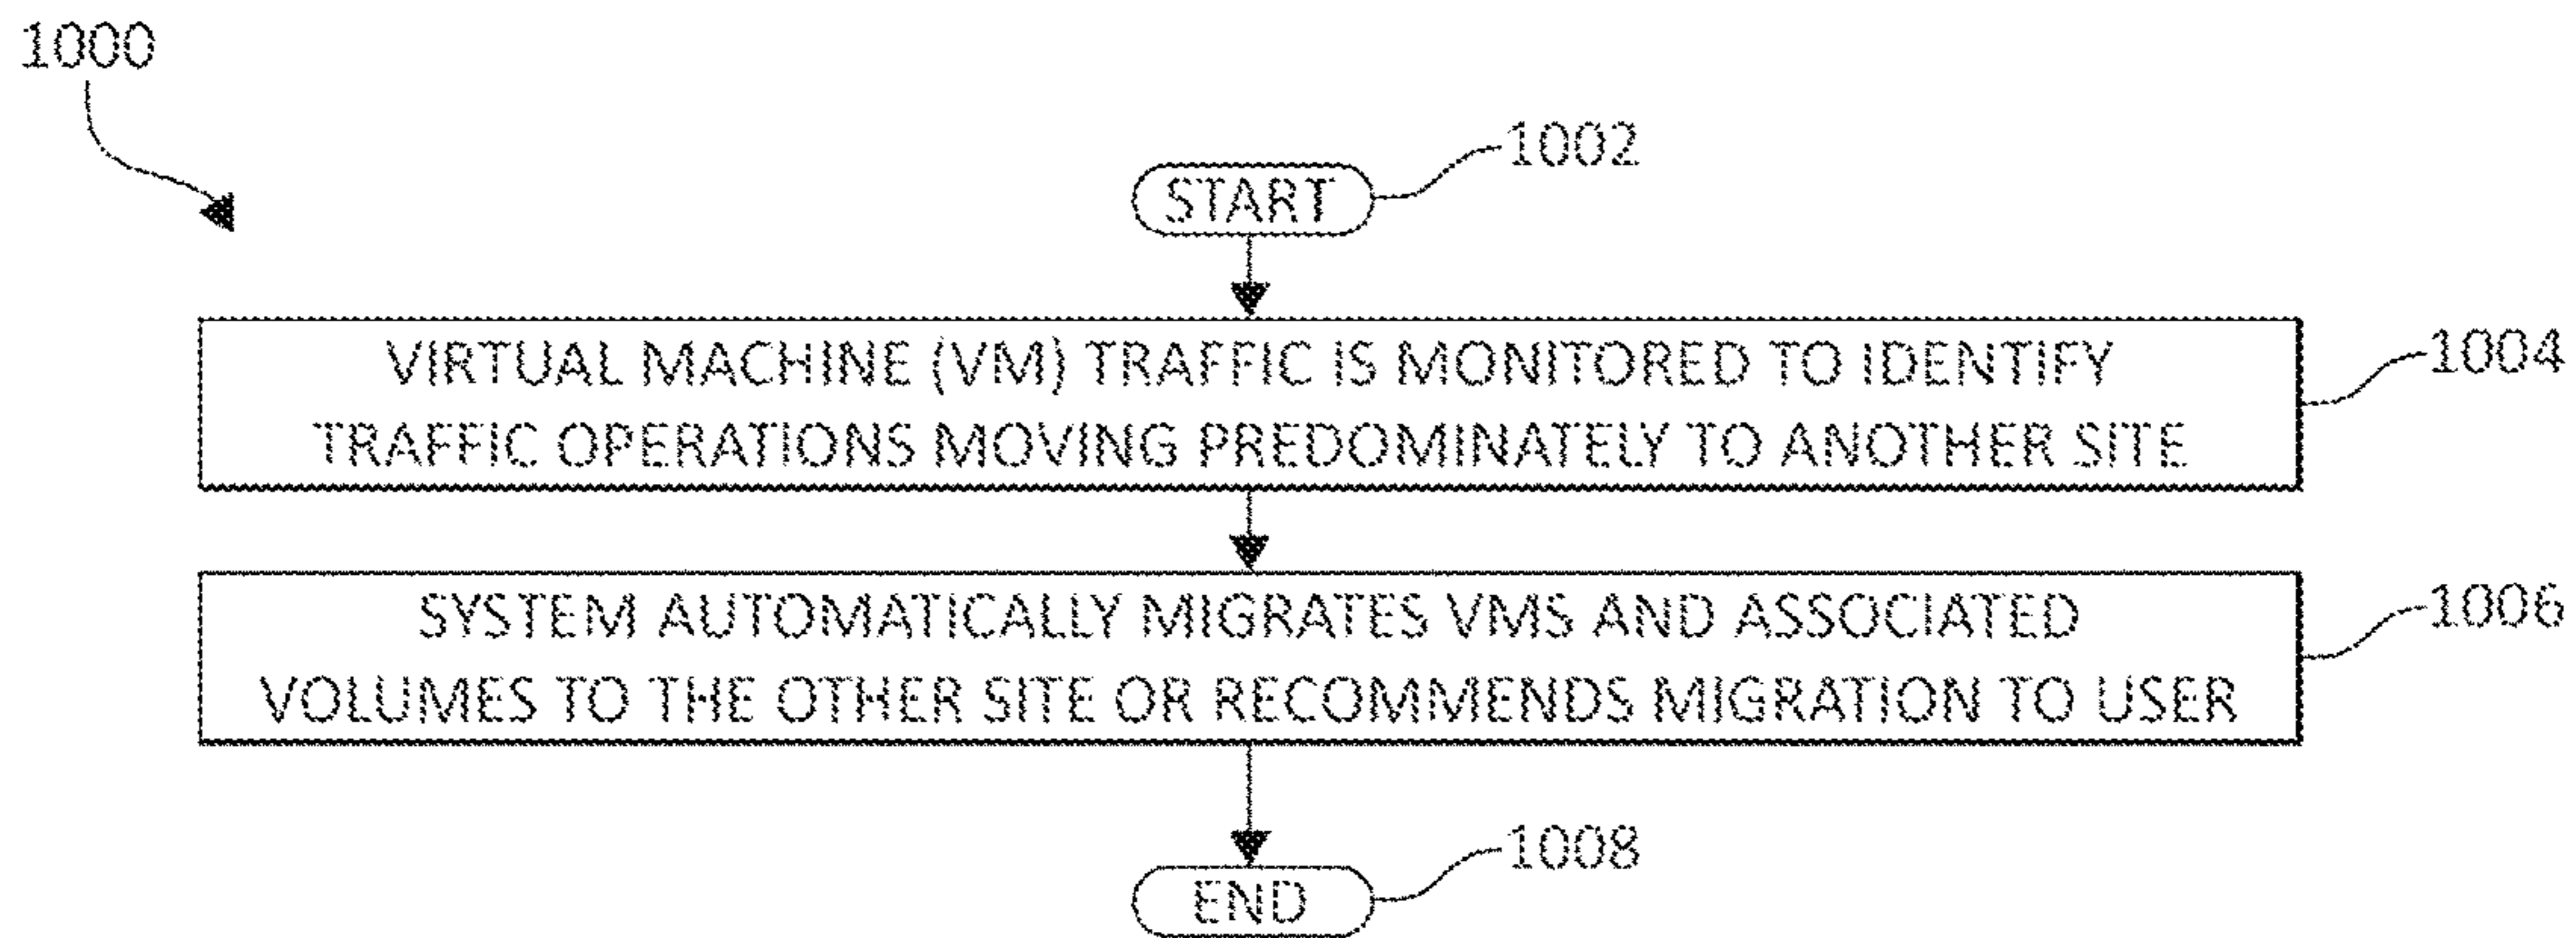 1000
1002
START
VIRTUAL MACHINE (VM) TRAFFIC IS MONITORED TO IDENTIFY
1004
TRAFFIC OPERATIONS MOVING PREDOMINATELY TO ANOTHER SITE
SYSTEM AUTOMATICALLY MIGRATES VMS AND ASSOCIATED
1006
VOLUMES TO THE OTHER SITE OR RECOMMENDS MIGRATION TO USER
1008
END